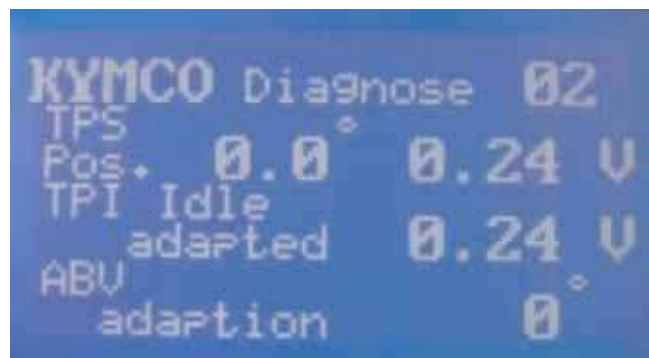 KYMCO Diagnose 02
TPS
Pos. 0.0° 0.24 V
TPI Idle
adapted 0.24 V
ABV
adaption 0°